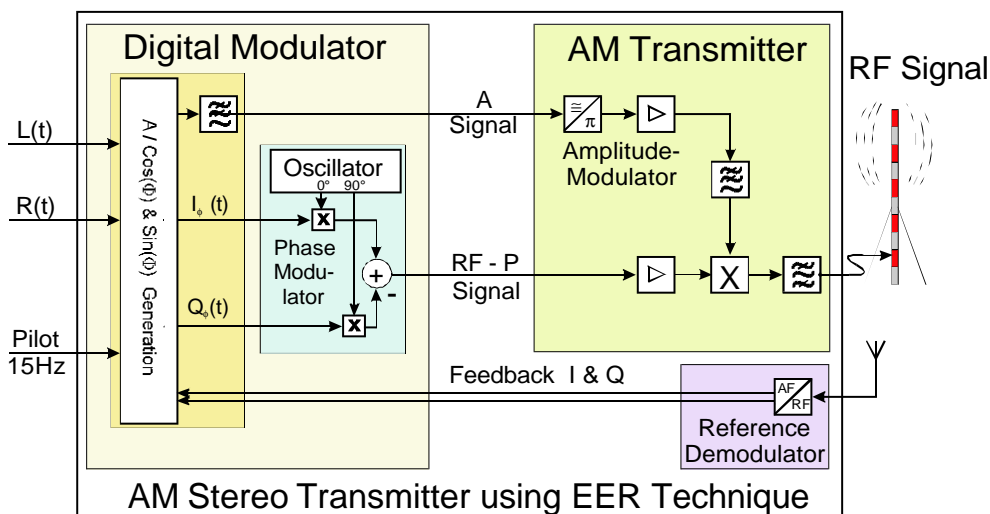 Digital Modulator
AM Transmitter
RF Signal
L(t)
R(t)
Pilot
15Hz
A / Cos(Φ) & Sin(Φ) Generation
A
Signal
≅
π
Amplitude-
Modulator
Oscillator
0° 90°
I ϕ (t)
x
Phase
Modu-
lator
+
-
RF - P
Signal
X
Qϕ(t)
x
Feedback I & Q
AF
RF
Reference
Demodulator
AM Stereo Transmitter using EER Technique